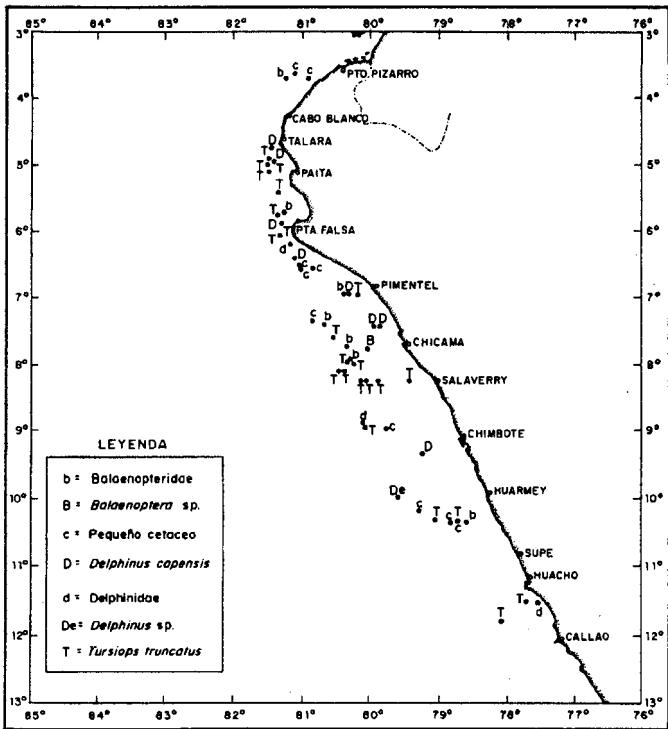 85° 84° 83° 82° 81° 80° 79° 78° 77° 76°
3° 3°
b c c PTO. PIZARRO
4° 4°
CABO BLANCO
D TALARA
T D
5° T T 5°
T PAITA
T
T b
6° D PTA. FALSA 6°
T T
d
D
c c
c
b D T PIMENTEL
7° 7°
c b D D
T b B CHICAMA
8° T b T 8°
T T T T T T SALAVERRY
d
9° T c CHIMBOTE 9°
D
LEYENDA
b = Balaenopteridae
B = Balaenoptera sp.
c = Pequeño cetaceo
D = Delphinus capensis
d = Delphinidae
De = Delphinus sp.
T = Tursiops truncatus
De HUARMEY
10° 10°
c T c T b
c
SUPE
11° 11°
HUACHO
T d
T
12° CALLAO 12°
13° 13°
85° 84° 83° 82° 81° 80° 79° 78° 77° 76°